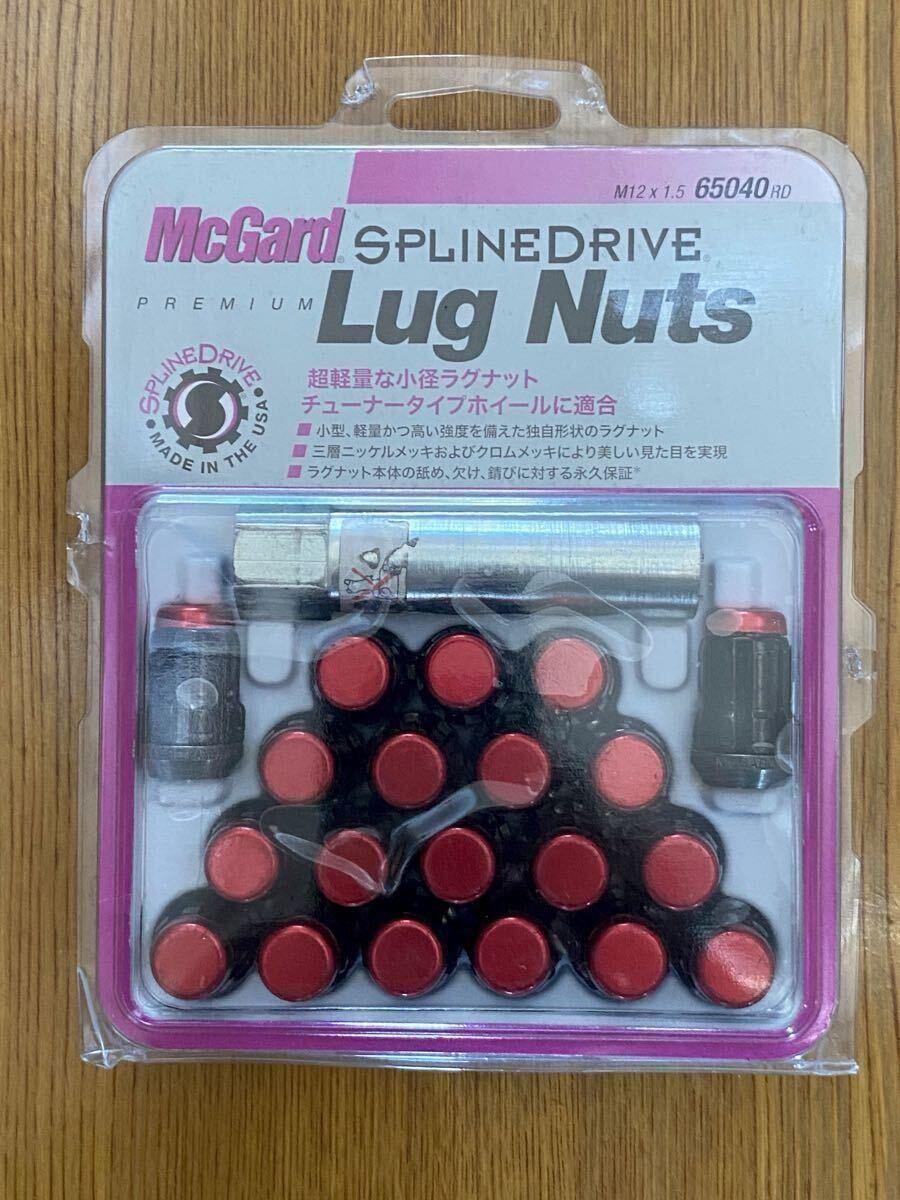 M12 x 1.5 65040RD
McGard® SPLINEDRIVE®
PREMIUM Lug Nuts
SPLINEDRIVE®
• MADE IN THE USA •
超軽量な小径ラグナット
チューナータイプホイールに適合
■ 小型、軽量かつ高い強度を備えた独自形状のラグナット
■ 三層ニッケルメッキおよびクロムメッキにより美しい見た目を実現
■ ラグナット本体の舐め、欠け、錆びに対する永久保証*